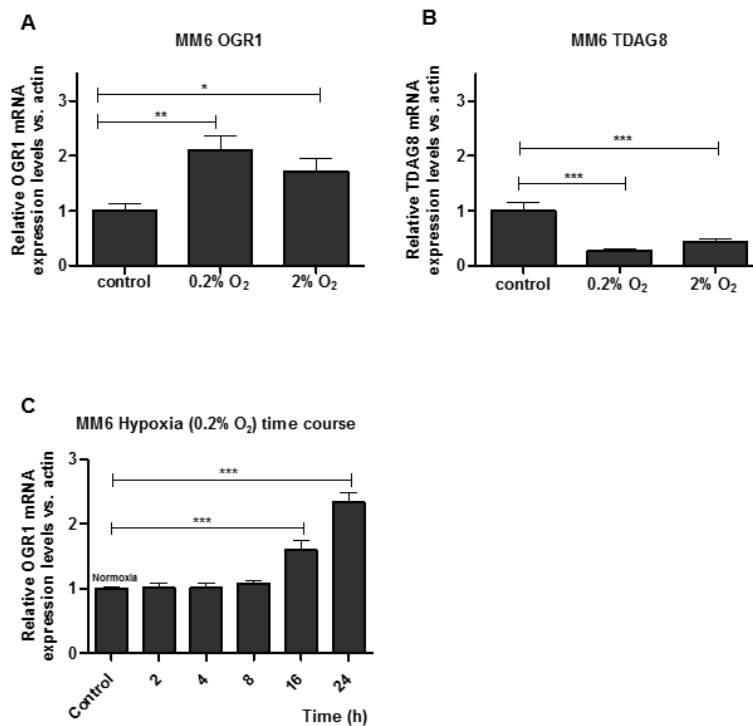 A
MM6 OGR1
Relative OGR1 mRNA
expression levels vs. actin
3
2
1
0
*
**
control
0.2% O₂
2% O₂
B
MM6 TDAG8
Relative TDAG8 mRNA
expression levels vs. actin
3
2
1
0
***
***
control
0.2% O₂
2% O₂
C
MM6 Hypoxia (0.2% O₂) time course
Relative OGR1 mRNA
expression levels vs. actin
3
2
1
0
***
***
Normoxia
Control
2
4
8
16
24
Time (h)